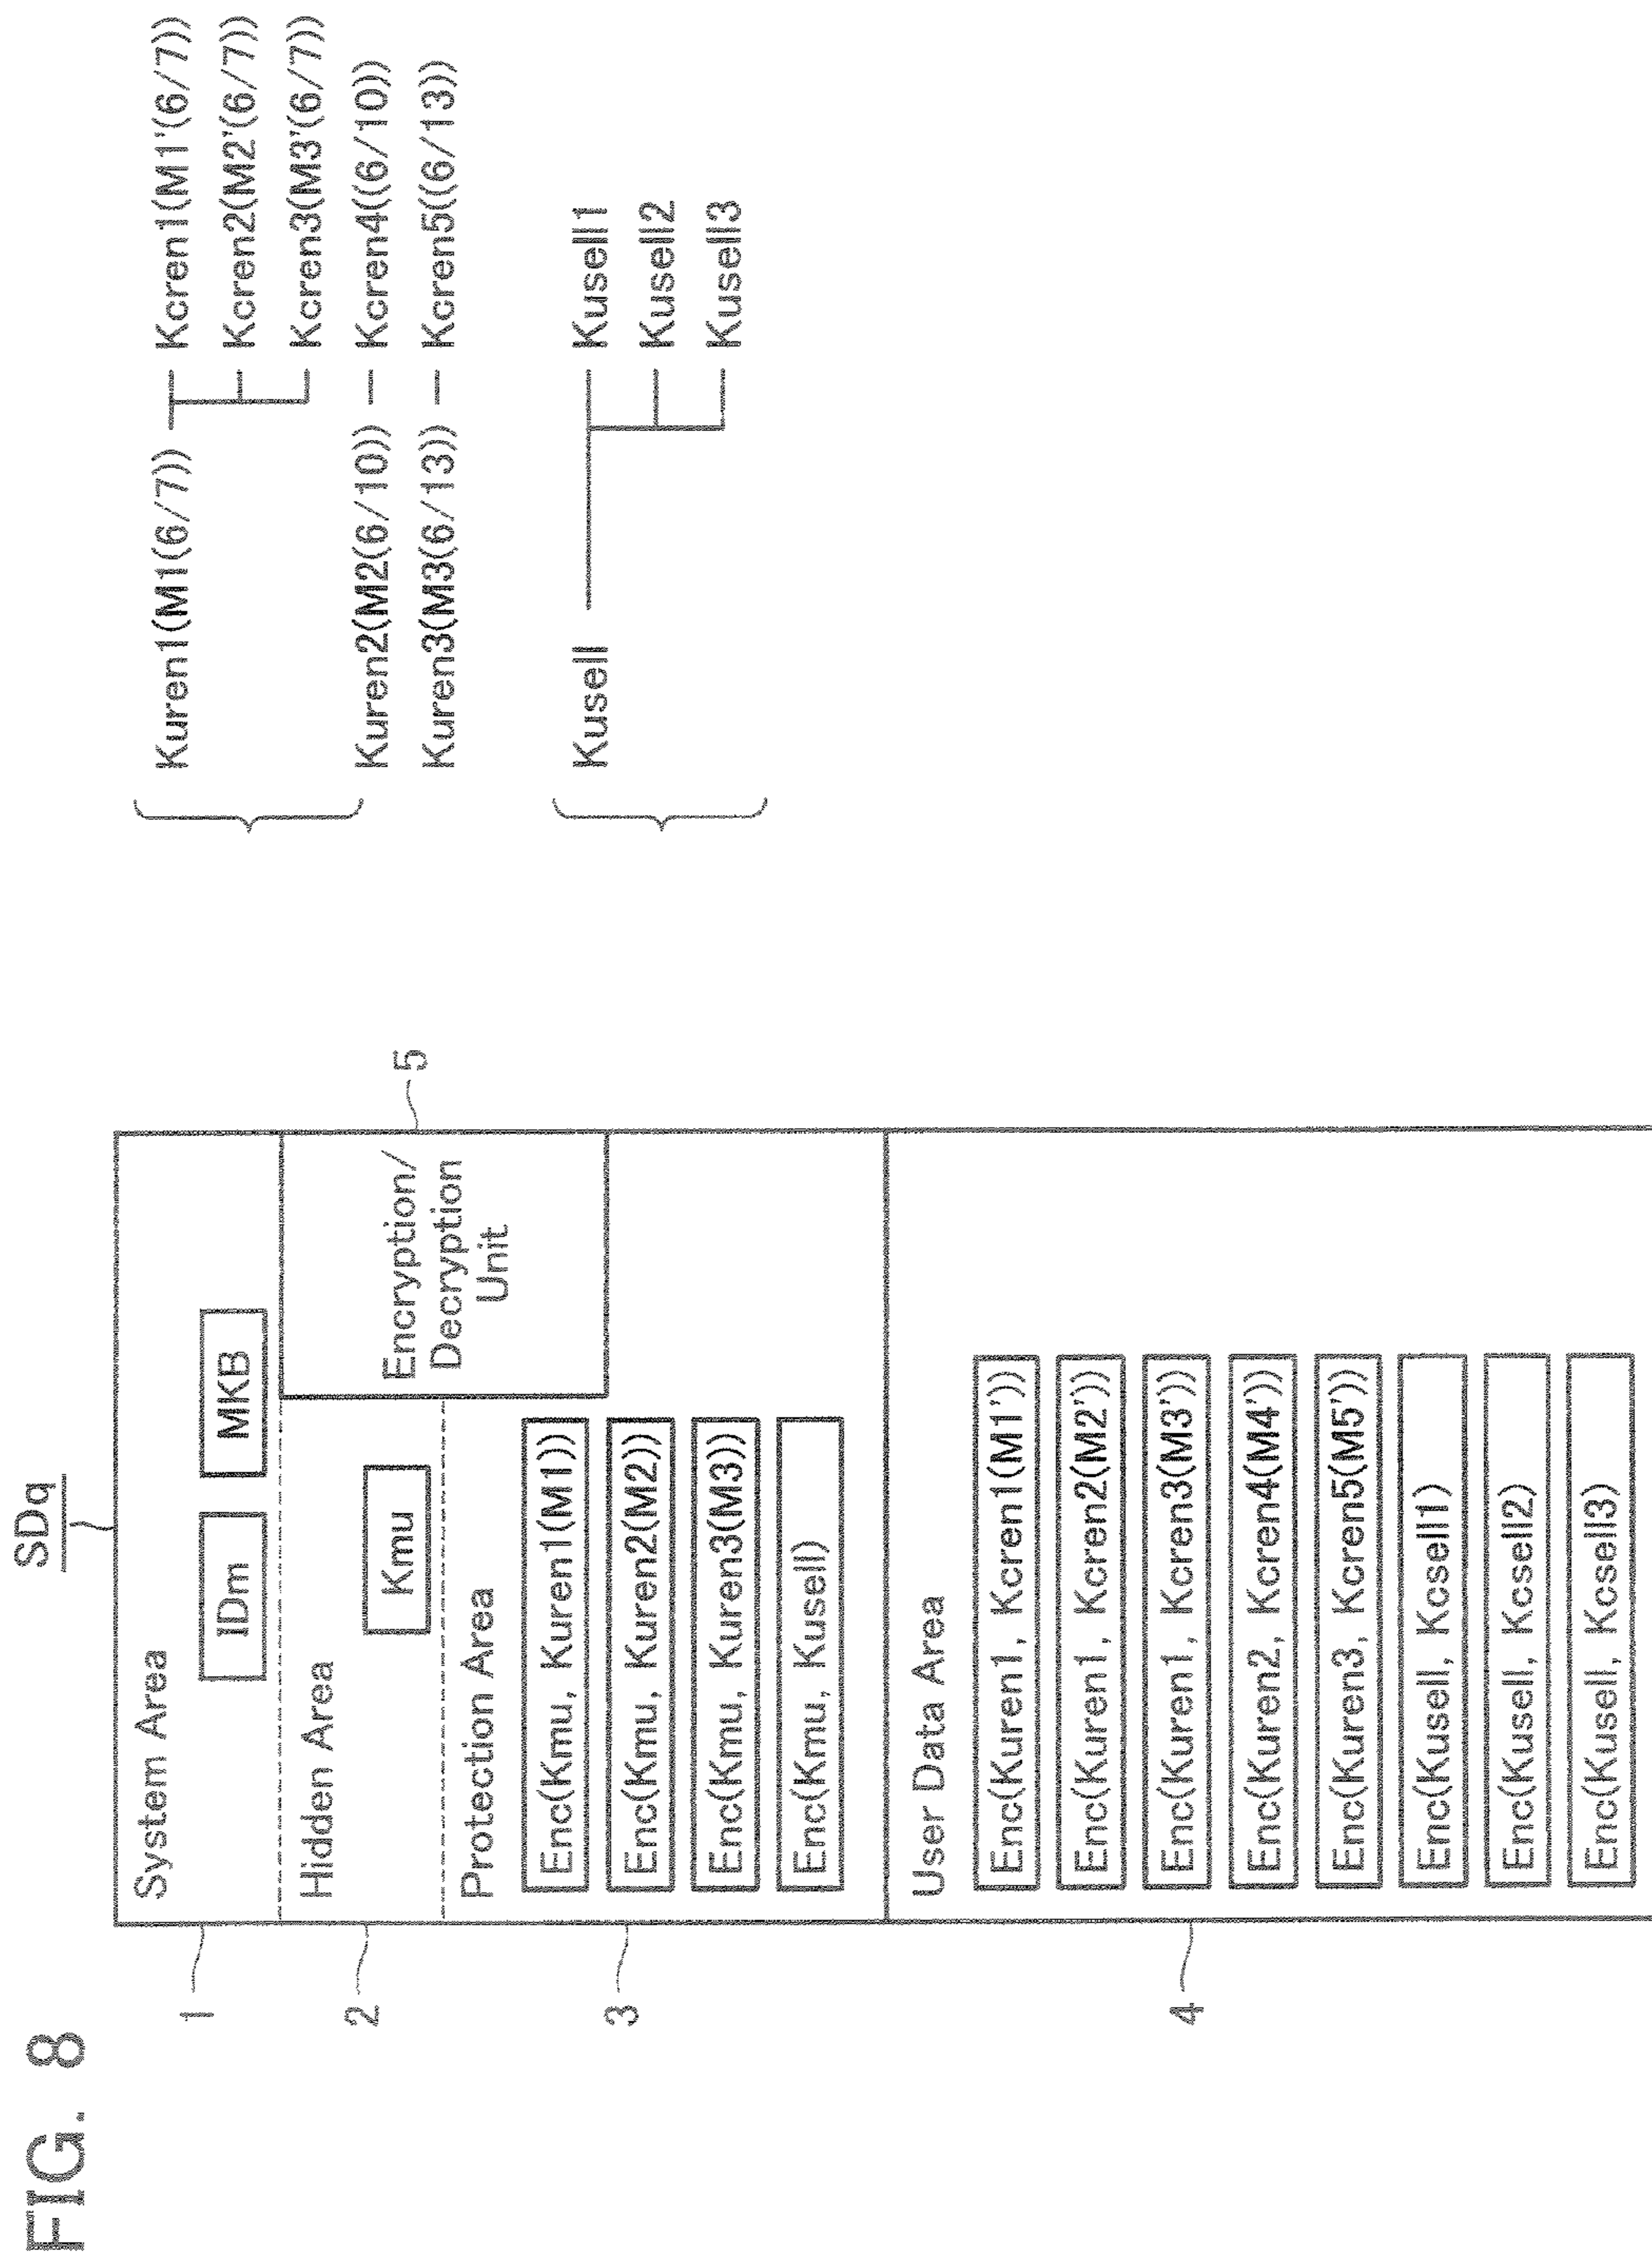 FIG. 8
SDq
1
System Area
IDm
MKB
2
Hidden Area
Kmu
5
Encryption/
Decryption
Unit
3
Protection Area
Enc(Kmu, Kuren1(M1))
Enc(Kmu, Kuren2(M2))
Enc(Kmu, Kuren3(M3))
Enc(Kmu, Kusell)
4
User Data Area
Enc(Kuren1, Kcren1(M1'))
Enc(Kuren1, Kcren2(M2'))
Enc(Kuren1, Kcren3(M3'))
Enc(Kuren2, Kcren4(M4'))
Enc(Kuren3, Kcren5(M5'))
Enc(Kusell, Kcsell1)
Enc(Kusell, Kcsell2)
Enc(Kusell, Kcsell3)
Kuren1(M1(6/7))
Kcren1(M1'(6/7))
Kcren2(M2'(6/7))
Kcren3(M3'(6/7))
Kuren2(M2(6/10))
Kcren4((6/10))
Kuren3(M3(6/13))
Kcren5((6/13))
Kusell
Kusell1
Kusell2
Kusell3